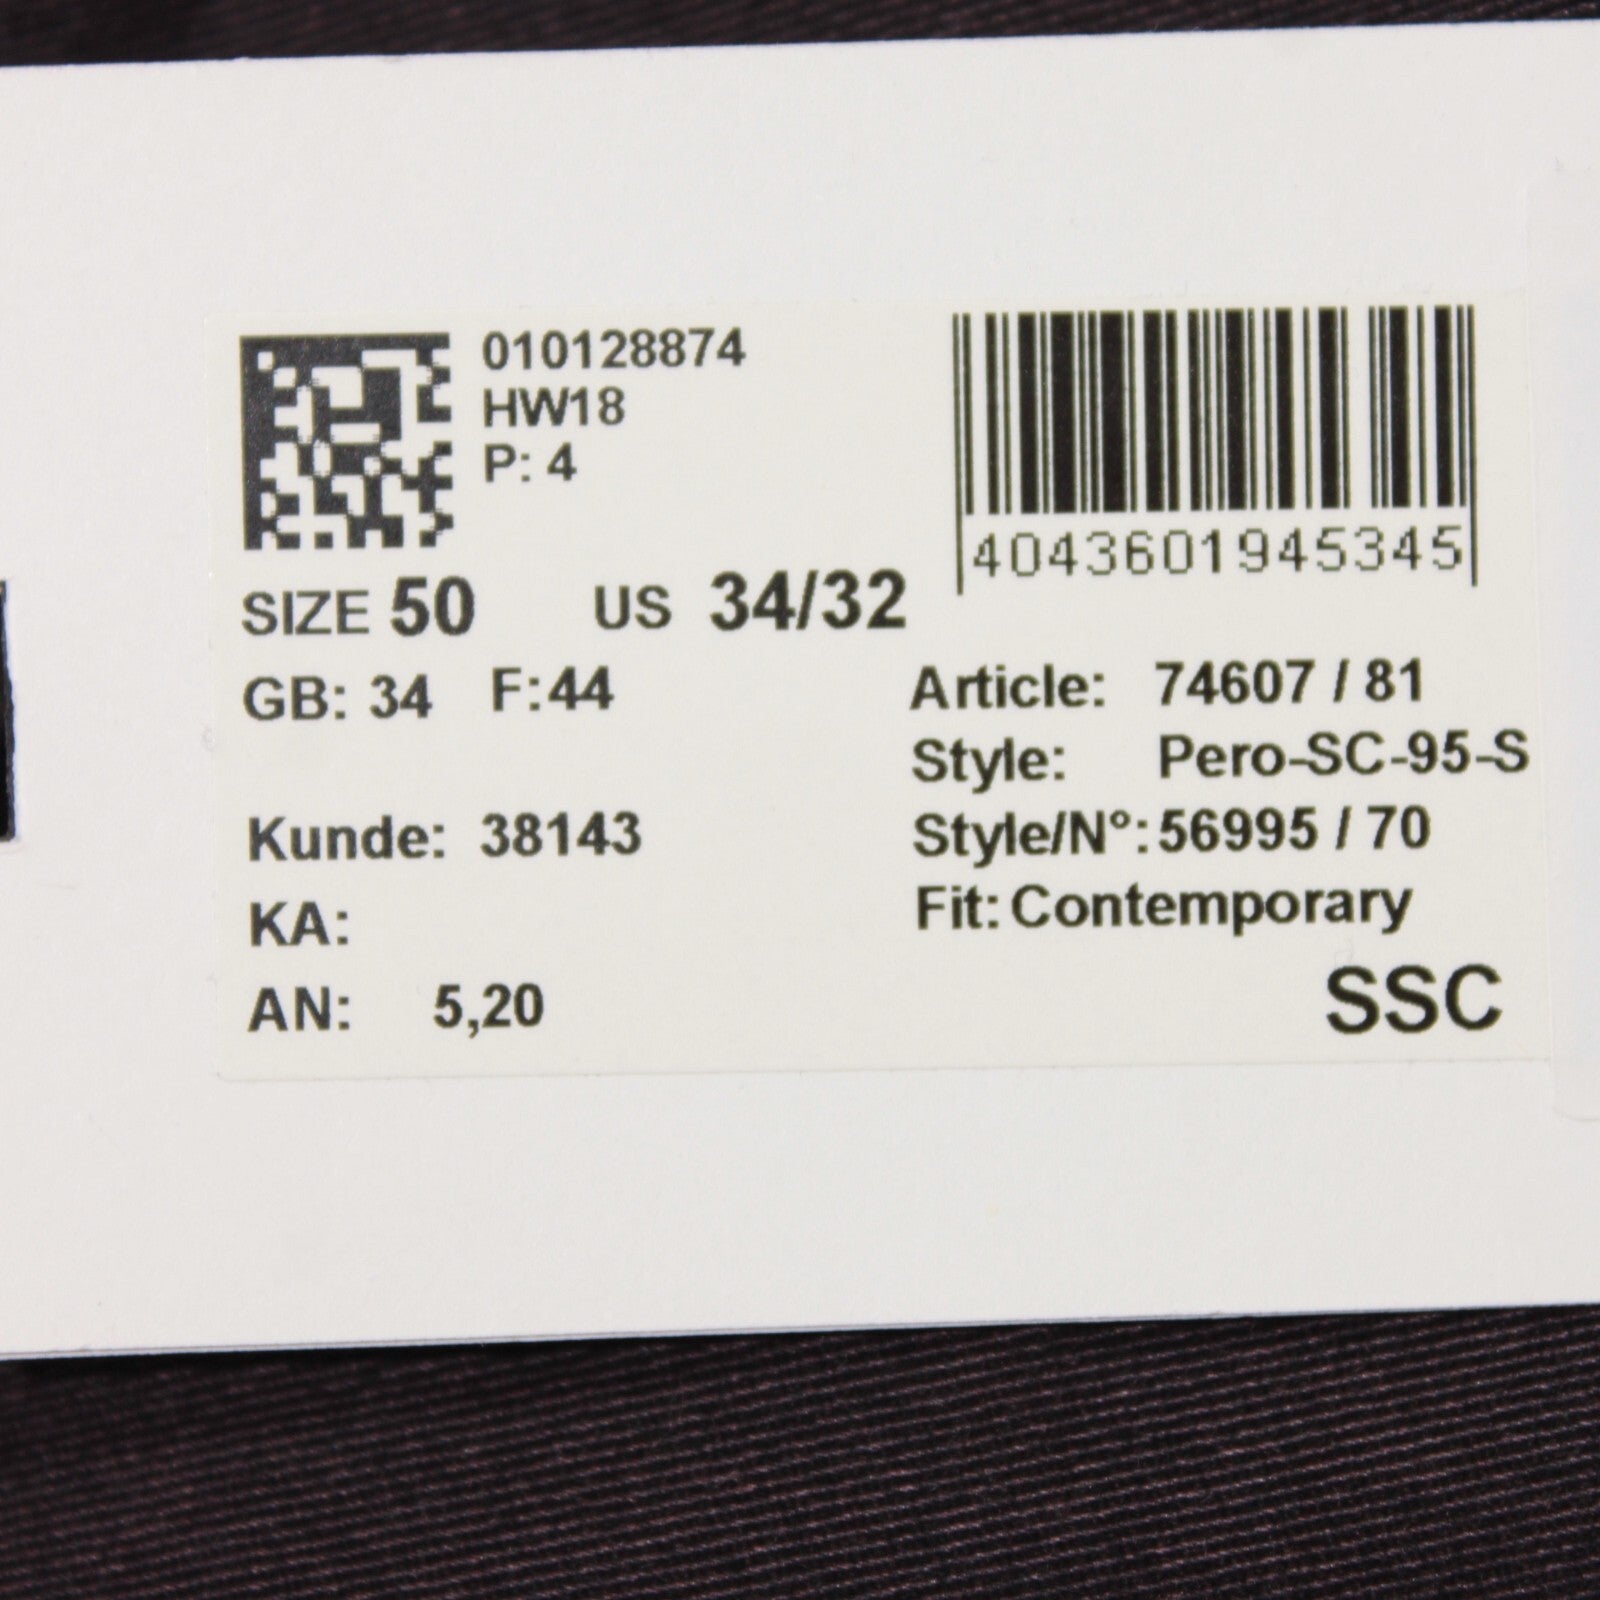 010128874
HW18
P: 4
4043601945345
SIZE 50 US 34/32
GB: 34 F:44
Article: 74607 / 81
Style: Pero-SC-95-S
Kunde: 38143
Style/N°: 56995 / 70
KA:
Fit: Contemporary
AN: 5,20
SSC